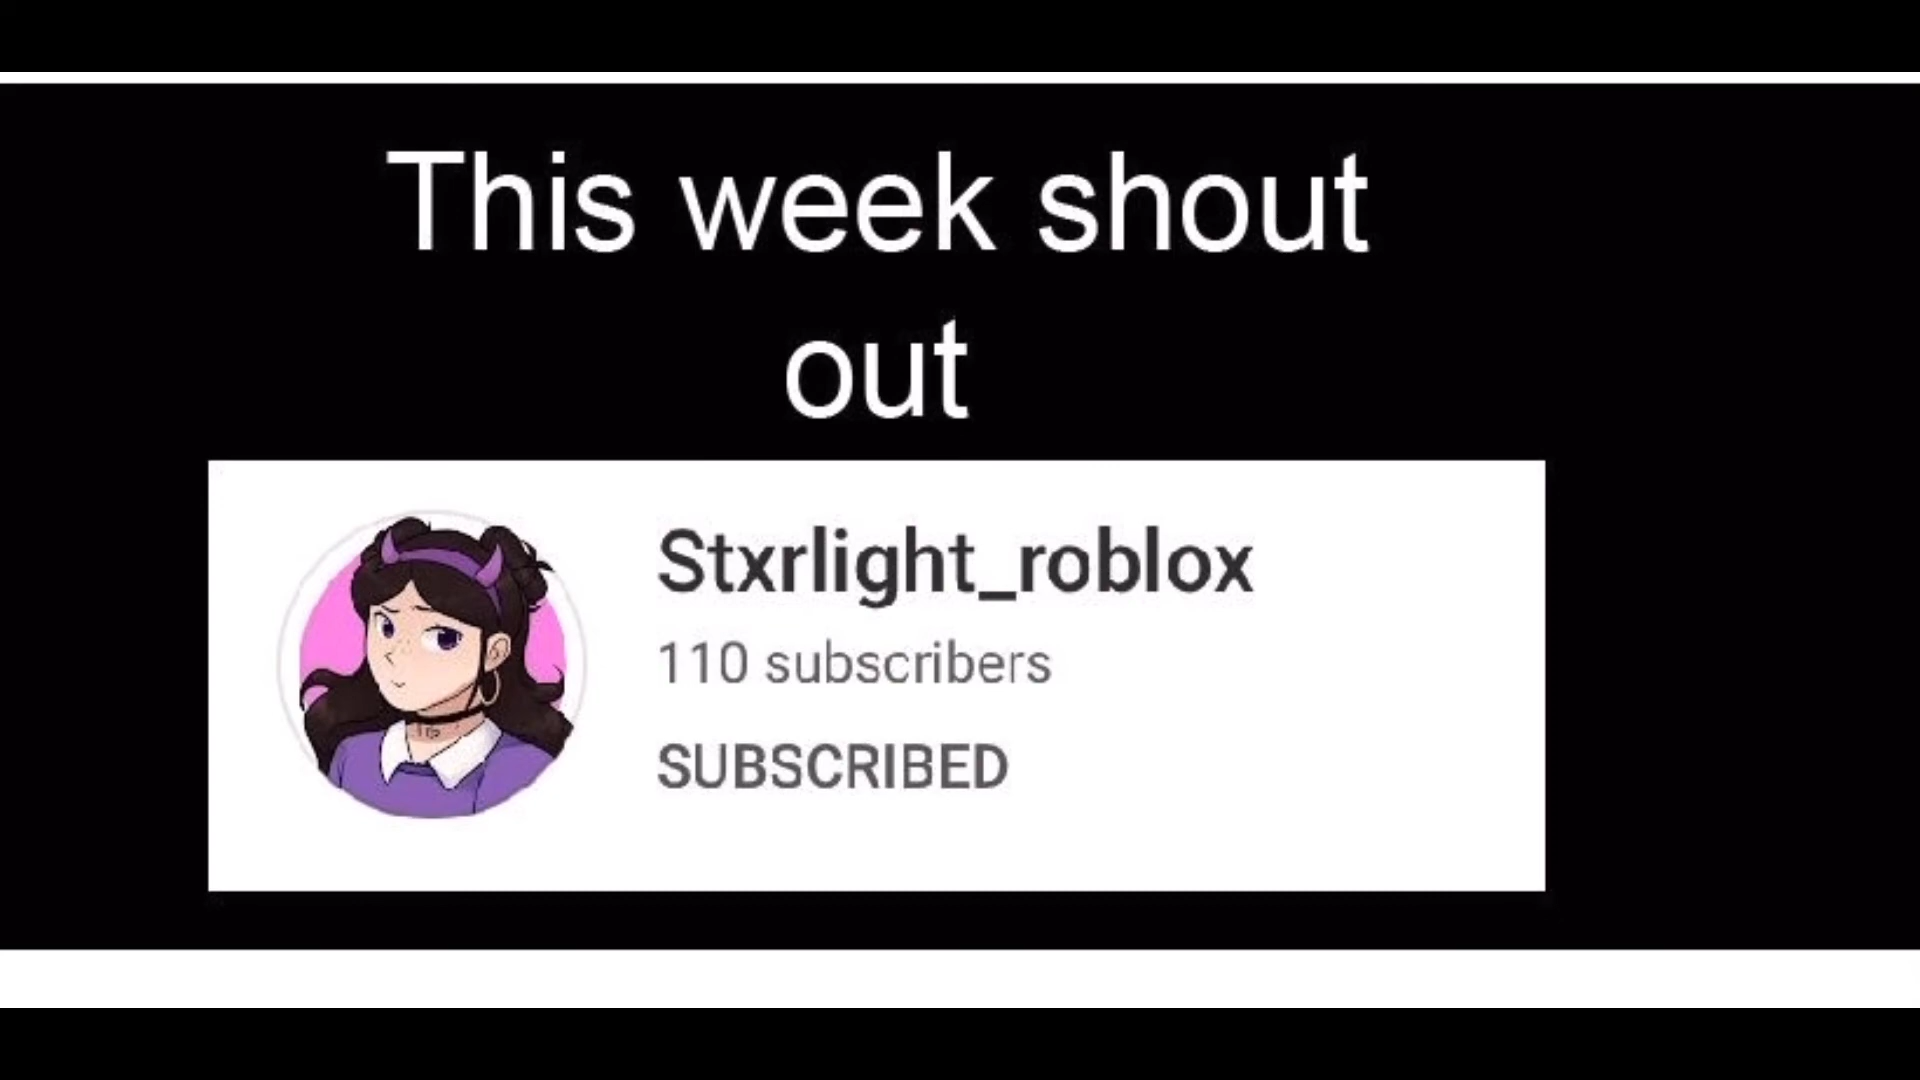 This week shout
out
Stxrlight_roblox
110 subscribers
SUBSCRIBED